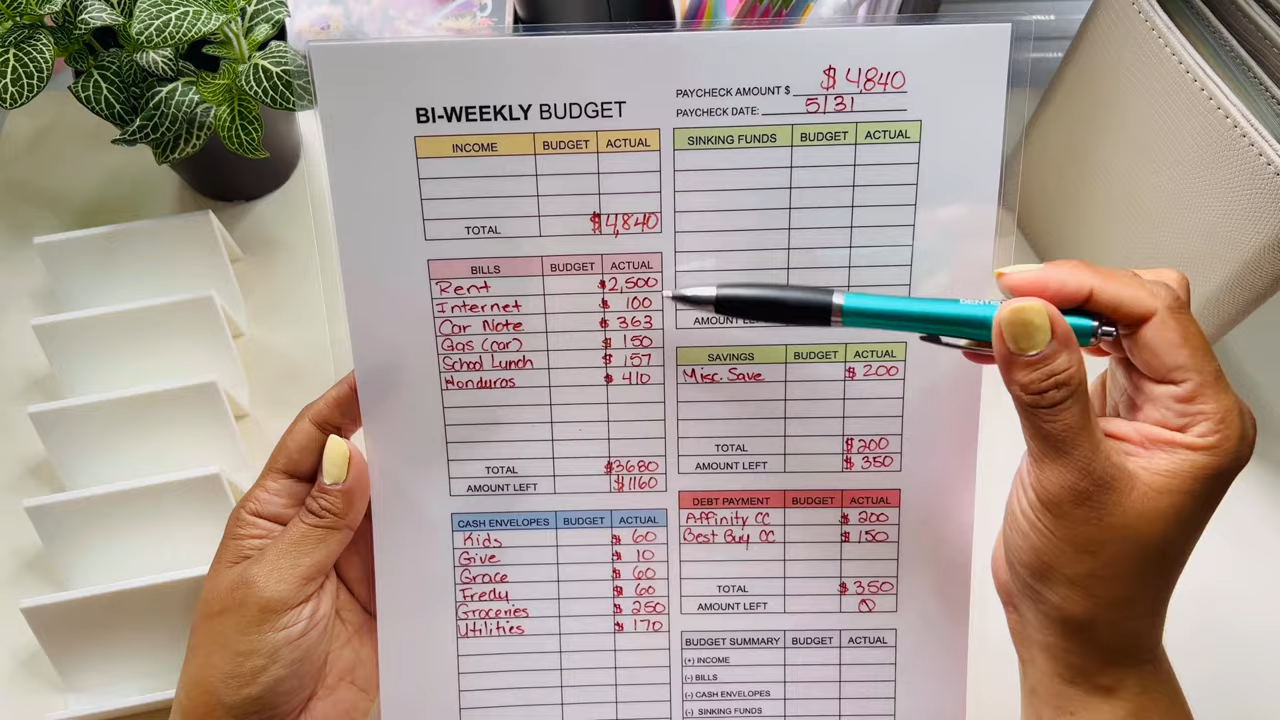 BI-WEEKLY BUDGET
PAYCHECK AMOUNT $ $ 4,840
PAYCHECK DATE: 5/31
INCOME BUDGET ACTUAL
TOTAL $4,840
BILLS BUDGET ACTUAL
Rent $2,500
Internet $ 100
Car Note $ 363
Gas (car) $ 150
School Lunch $ 157
Honduras $ 410
TOTAL $3680
AMOUNT LEFT $1160
CASH ENVELOPES BUDGET ACTUAL
Kids $ 60
Give $ 10
Grace $ 60
Fredy $ 60
Groceries $ 250
Utilities $ 170
SINKING FUNDS BUDGET ACTUAL
AMOUNT
SAVINGS BUDGET ACTUAL
Misc. Save $ 200
TOTAL $200
AMOUNT LEFT $ 350
DEBT PAYMENT BUDGET ACTUAL
Affinity CC $ 200
Best Buy CC $ 150
TOTAL $ 350
AMOUNT LEFT 0
BUDGET SUMMARY BUDGET ACTUAL
(+) INCOME
(-) BILLS
(-) CASH ENVELOPES
(-) SINKING FUNDS